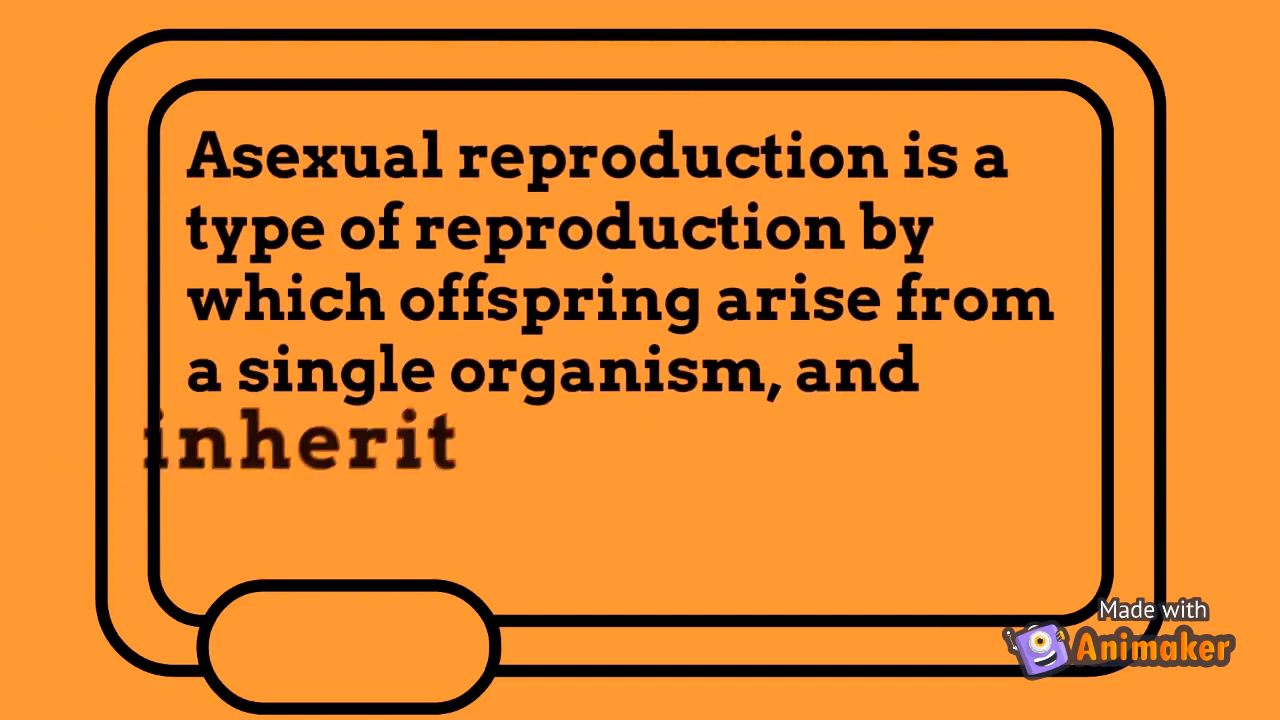 Asexual reproduction is a
type of reproduction by
which offspring arise from
a single organism, and
inherit
Made with
Animaker